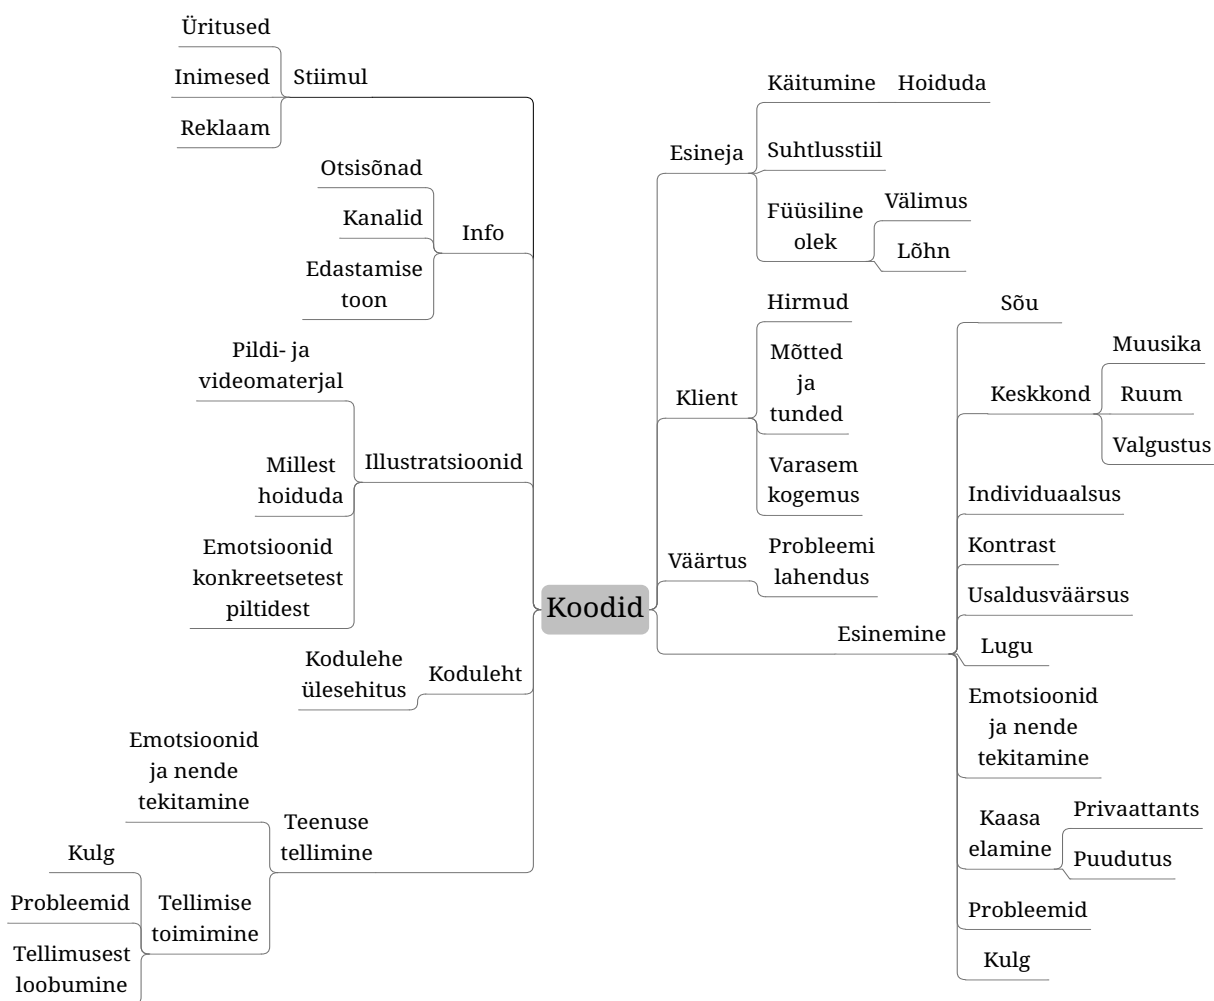 Üritused
Inimesed
Reklaam
Stiimul
Otsisõnad
Kanalid
Edastamise
toon
Info
Pildi- ja
videomaterjal
Millest
hoiduda
Emotsioonid
konkreetsetest
piltidest
Illustratsioonid
Kodulehe
ülesehitus
Koduleht
Emotsioonid
ja nende
tekitamine
Kulg
Probleemid
Tellimusest
loobumine
Tellimise
toimimine
Teenuse
tellimine
Koodid
Esineja
Käitumine
Hoiduda
Suhtlusstiil
Füüsiline
olek
Välimus
Lõhn
Klient
Hirmud
Mõtted
ja
tunded
Varasem
kogemus
Väärtus
Probleemi
lahendus
Esinemine
Sõu
Keskkond
Muusika
Ruum
Valgustus
Individuaalsus
Kontrast
Usaldusväärsus
Lugu
Emotsioonid
ja nende
tekitamine
Kaasa
elamine
Privaattants
Puudutus
Probleemid
Kulg